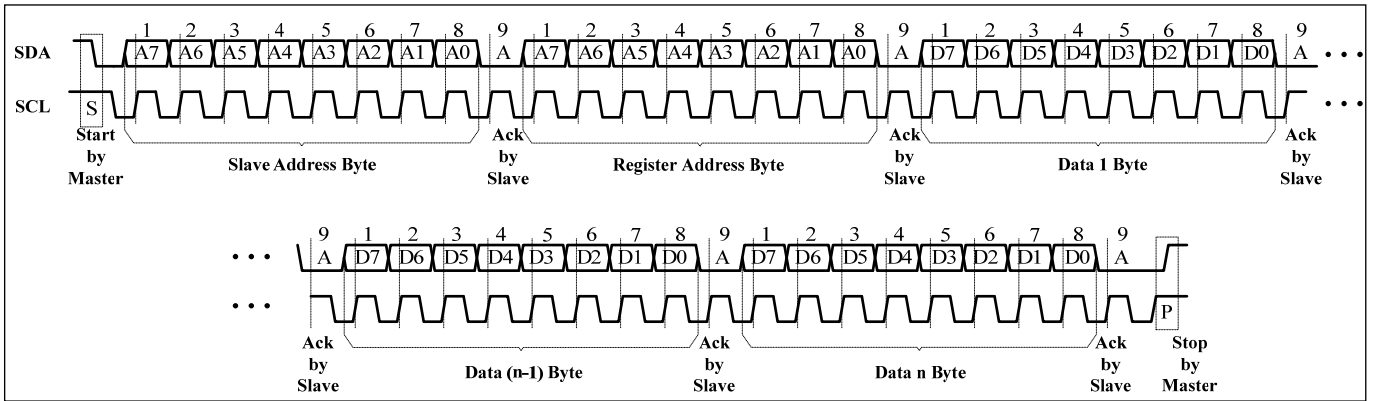 1 2 3 4 5 6 7 8 9 1 2 3 4 5 6 7 8 9 1 2 3 4 5 6 7 8 9
SDA A7 A6 A5 A4 A3 A2 A1 A0 A A7 A6 A5 A4 A3 A2 A1 A0 A D7 D6 D5 D4 D3 D2 D1 D0 A • • •
SCL S • • •
Start by Master
Slave Address Byte
Ack by Slave
Register Address Byte
Ack by Slave
Data 1 Byte
Ack by Slave
9 1 2 3 4 5 6 7 8 9 1 2 3 4 5 6 7 8 9
• • • A D7 D6 D5 D4 D3 D2 D1 D0 A D7 D6 D5 D4 D3 D2 D1 D0 A
• • • P
Ack by Slave
Data (n-1) Byte
Ack by Slave
Data n Byte
Ack by Slave
Stop by Master